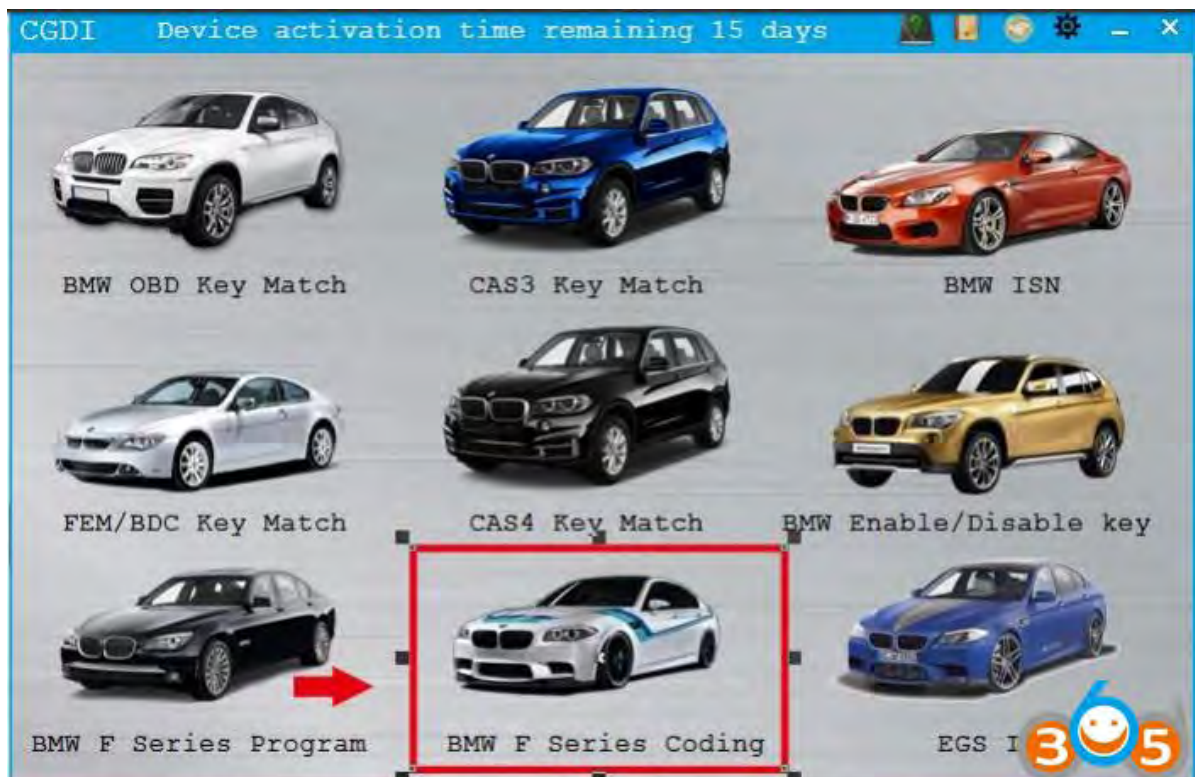 CGDI Device activation time remaining 15 days
BMW OBD Key Match
CAS3 Key Match
BMW ISN
FEM/BDC Key Match
CAS4 Key Match
BMW Enable/Disable key
BMW F Series Program
BMW F Series Coding
EGS
365